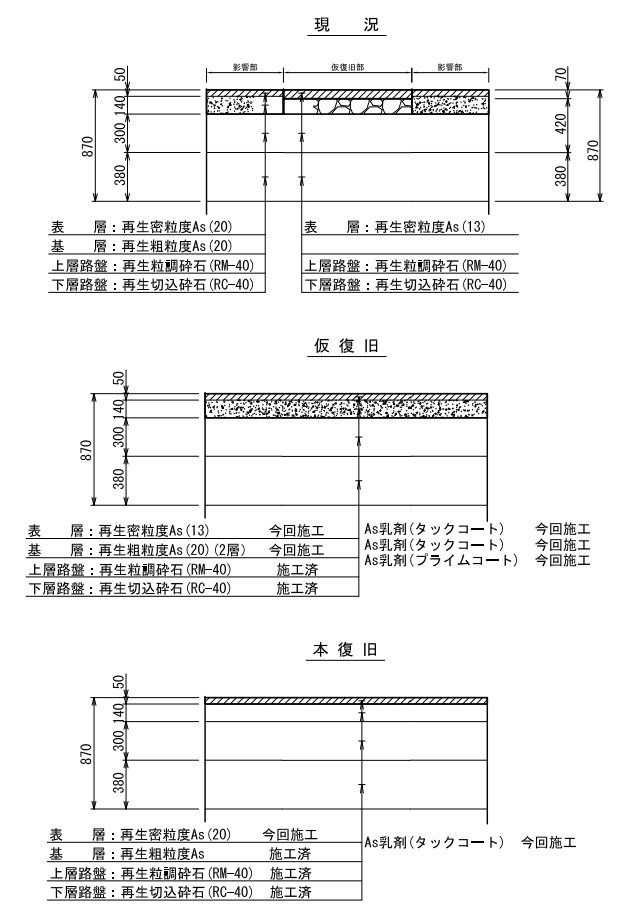 現　況
影響部　仮復旧部　影響部
50
140
300
380
870
70
420
380
870
表　層：再生密粒度As(20)
基　層：再生粗粒度As(20)
上層路盤：再生粒調砕石(RM-40)
下層路盤：再生切込砕石(RC-40)
表　層：再生密粒度As(13)
上層路盤：再生粒調砕石(RM-40)
下層路盤：再生切込砕石(RC-40)
仮 復 旧
50
140
300
380
870
表　層：再生密粒度As(13)　今回施工
基　層：再生粗粒度As(20)(2層)　今回施工
上層路盤：再生粒調砕石(RM-40)　施工済
下層路盤：再生切込砕石(RC-40)　施工済
As乳剤(タックコート)　今回施工
As乳剤(タックコート)　今回施工
As乳剤(プライムコート)　今回施工
本 復 旧
50
140
300
380
870
表　層：再生密粒度As(20)　今回施工
基　層：再生粗粒度As　施工済
上層路盤：再生粒調砕石(RM-40)　施工済
下層路盤：再生切込砕石(RC-40)　施工済
As乳剤(タックコート)　今回施工